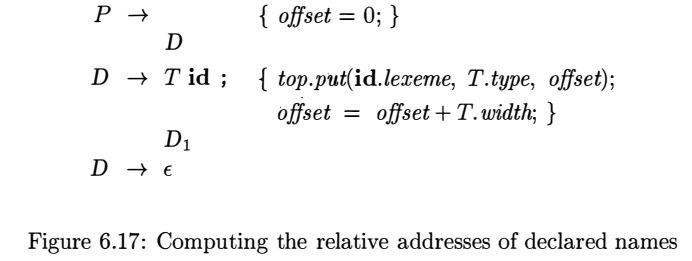 P → { offset = 0; }
D
D → T id ; { top.put(id.lexeme, T.type, offset);
offset = offset + T.width; }
D₁
D → ϵ
Figure 6.17: Computing the relative addresses of declared names